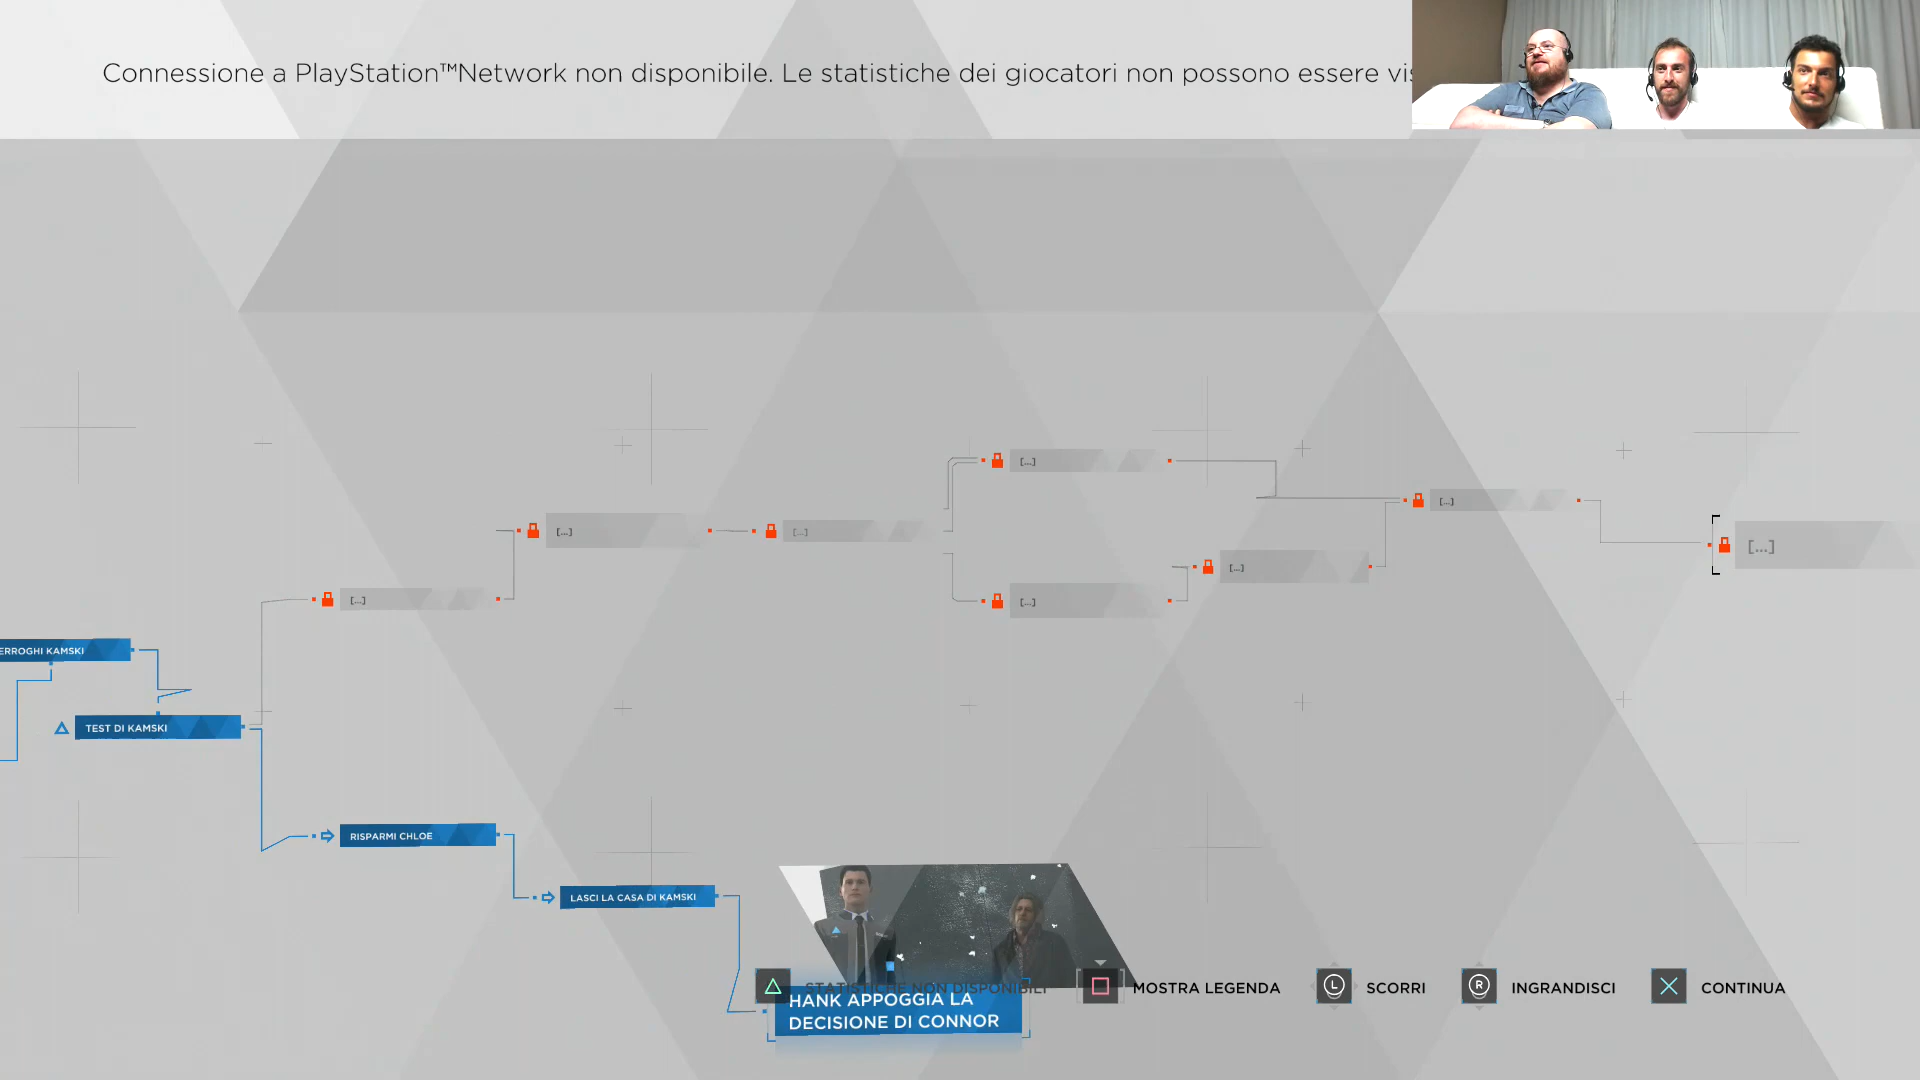 Connessione a PlayStation™Network non disponibile. Le statistiche dei giocatori non possono essere
[...]
[...]
[...]
[...]
[...]
[...]
[...]
[...]
ERROGHI KAMSKI
TEST DI KAMSKI
RISPARMI CHLOE
LASCI LA CASA DI KAMSKI
STATISTICHE NON DISPONIBILI
HANK APPOGGIA LA
DECISIONE DI CONNOR
MOSTRA LEGENDA
L
SCORRI
R
INGRANDISCI
CONTINUA